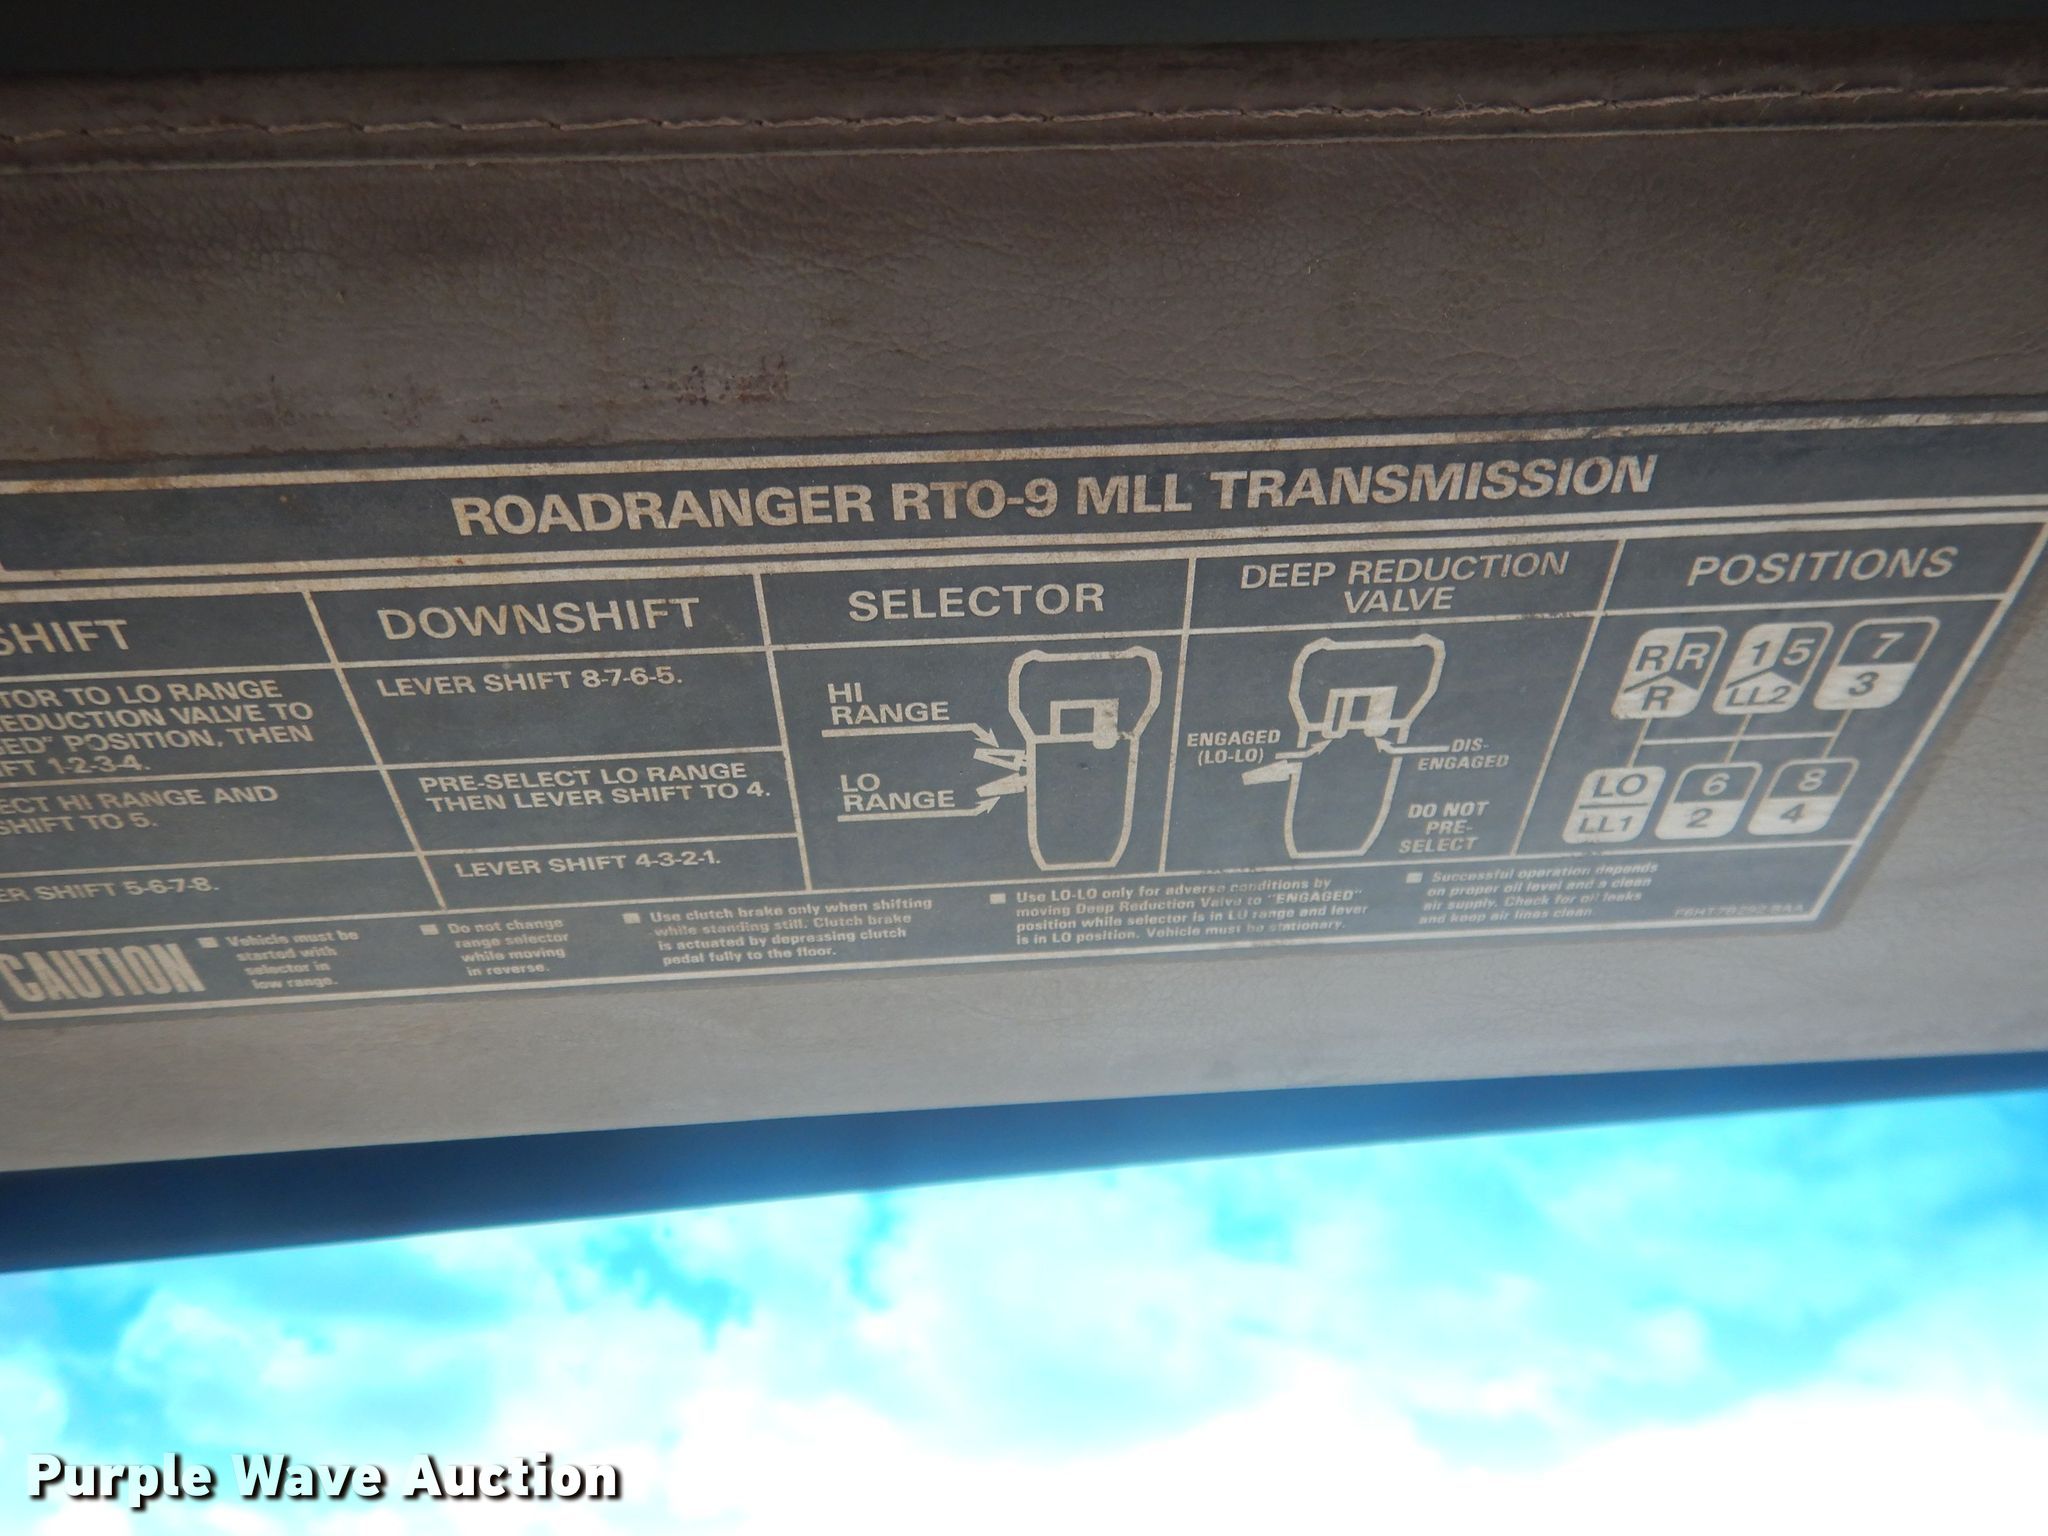 ROADRANGER RTO-9 MLL TRANSMISSION
SHIFT
TOR TO LO RANGE
REDUCTION VALVE TO
GED" POSITION, THEN
IFT 1-2-3-4.
ECT HI RANGE AND
SHIFT TO 5.
ER SHIFT 5-6-7-8.
DOWNSHIFT
LEVER SHIFT 8-7-6-5.
PRE-SELECT LO RANGE
THEN LEVER SHIFT TO 4.
LEVER SHIFT 4-3-2-1.
SELECTOR
HI
RANGE
LO
RANGE
DEEP REDUCTION
VALVE
ENGAGED
(LO-LO)
DIS-
ENGAGED
DO NOT
PRE-
SELECT
POSITIONS
R R 1 5 7
R LL2 3
LO 6 8
LL1 2 4
CAUTION
Vehicle must be
started with
selector in
low range.
Do not change
range selector
while moving
in reverse.
Use clutch brake only when shifting
while standing still. Clutch brake
is actuated by depressing clutch
pedal fully to the floor.
Use LO-LO only for adverse conditions by
moving Deep Reduction Valve to "ENGAGED"
position while selector is in LO range and lever
is in LO position. Vehicle must be stationary.
Successful operation depends
on proper oil level and a clean
air supply. Check for oil leaks
and keep air lines clean.
Purple Wave Auction